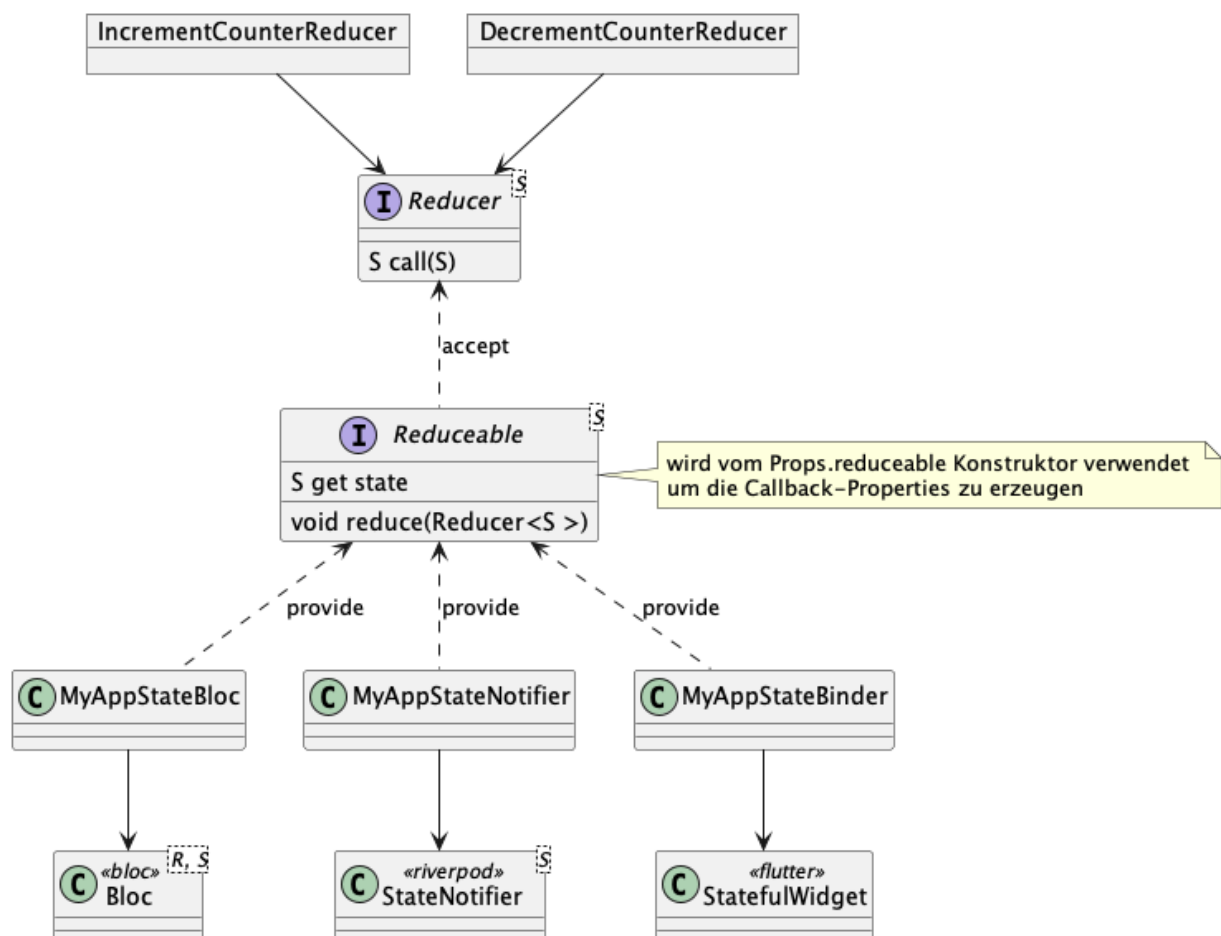 IncrementCounterReducer
DecrementCounterReducer
S
I Reducer
S call(S)
accept
S
I Reduceable
S get state
void reduce(Reducer<S >)
wird vom Props.reduceable Konstruktor verwendet
um die Callback-Properties zu erzeugen
provide
provide
provide
C MyAppStateBloc
C MyAppStateNotifier
C MyAppStateBinder
R, S
C «bloc»
Bloc
S
C «riverpod»
StateNotifier
C «flutter»
StatefulWidget